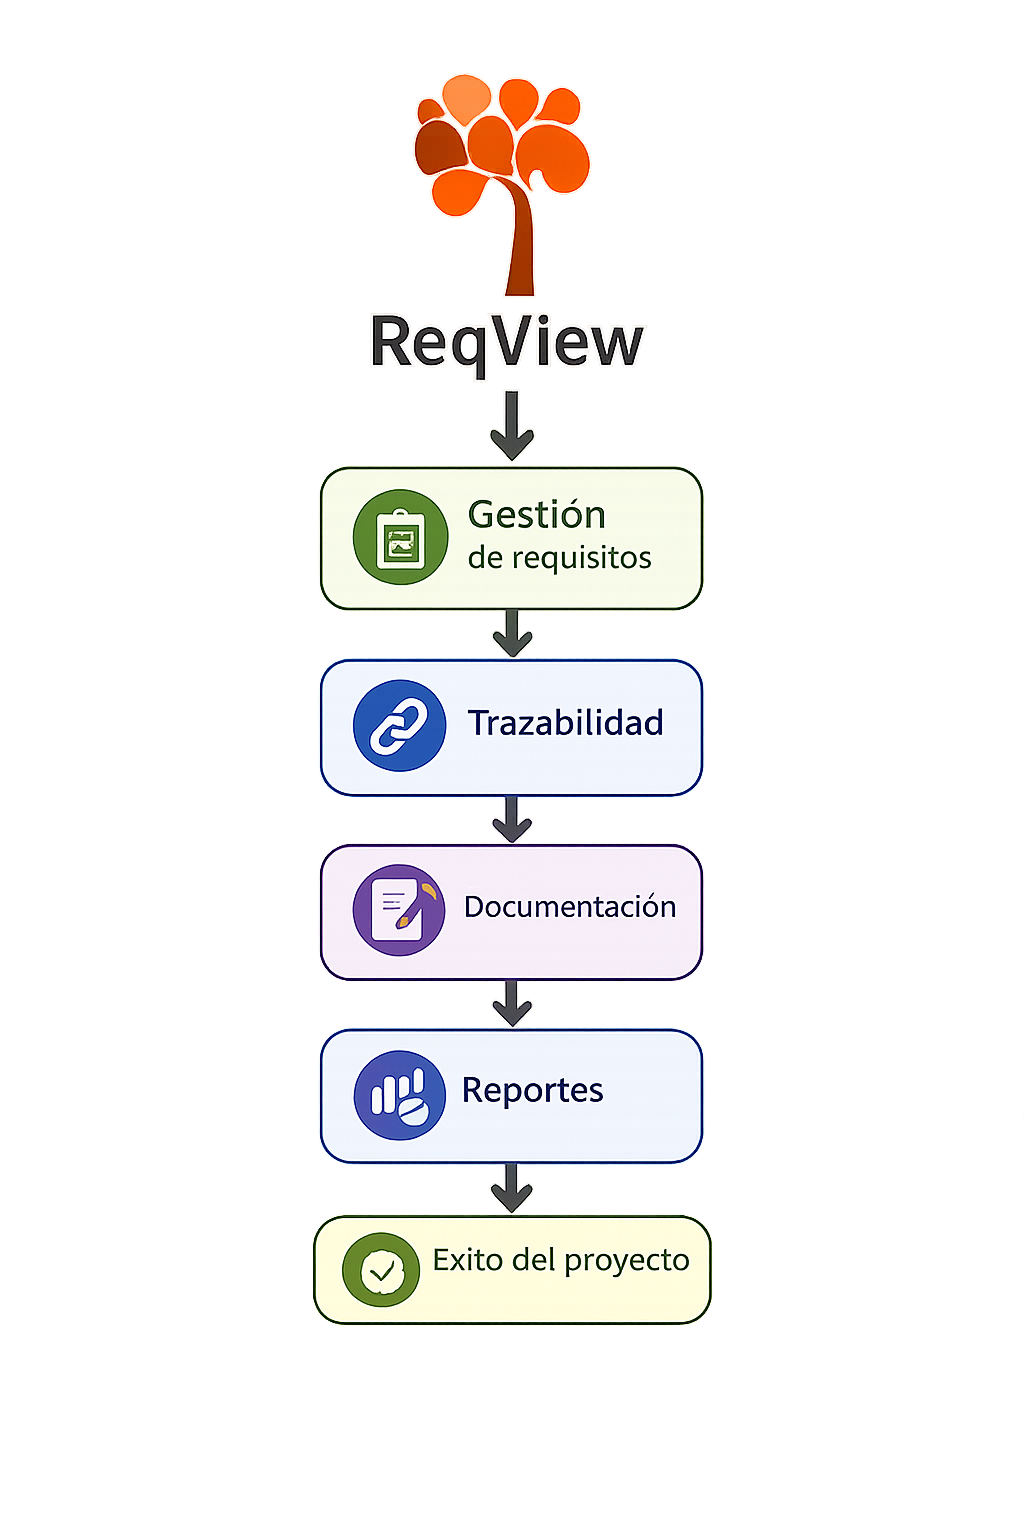 ReqView
Gestión
de requisitos
Trazabilidad
Documentación
Reportes
Exito del proyecto